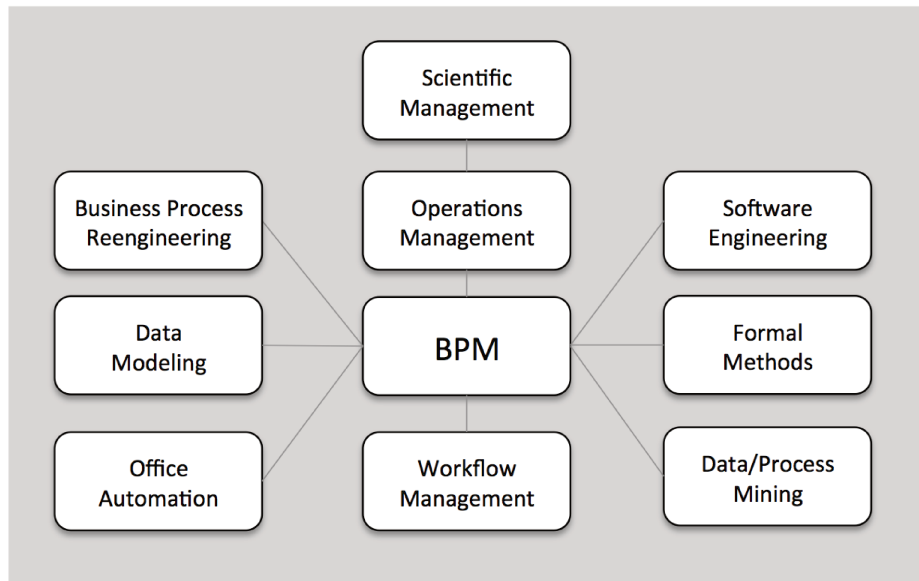 Scientific
Management
Business Process
Reengineering
Operations
Management
Software
Engineering
Data
Modeling
BPM
Formal
Methods
Office
Automation
Workflow
Management
Data/Process
Mining